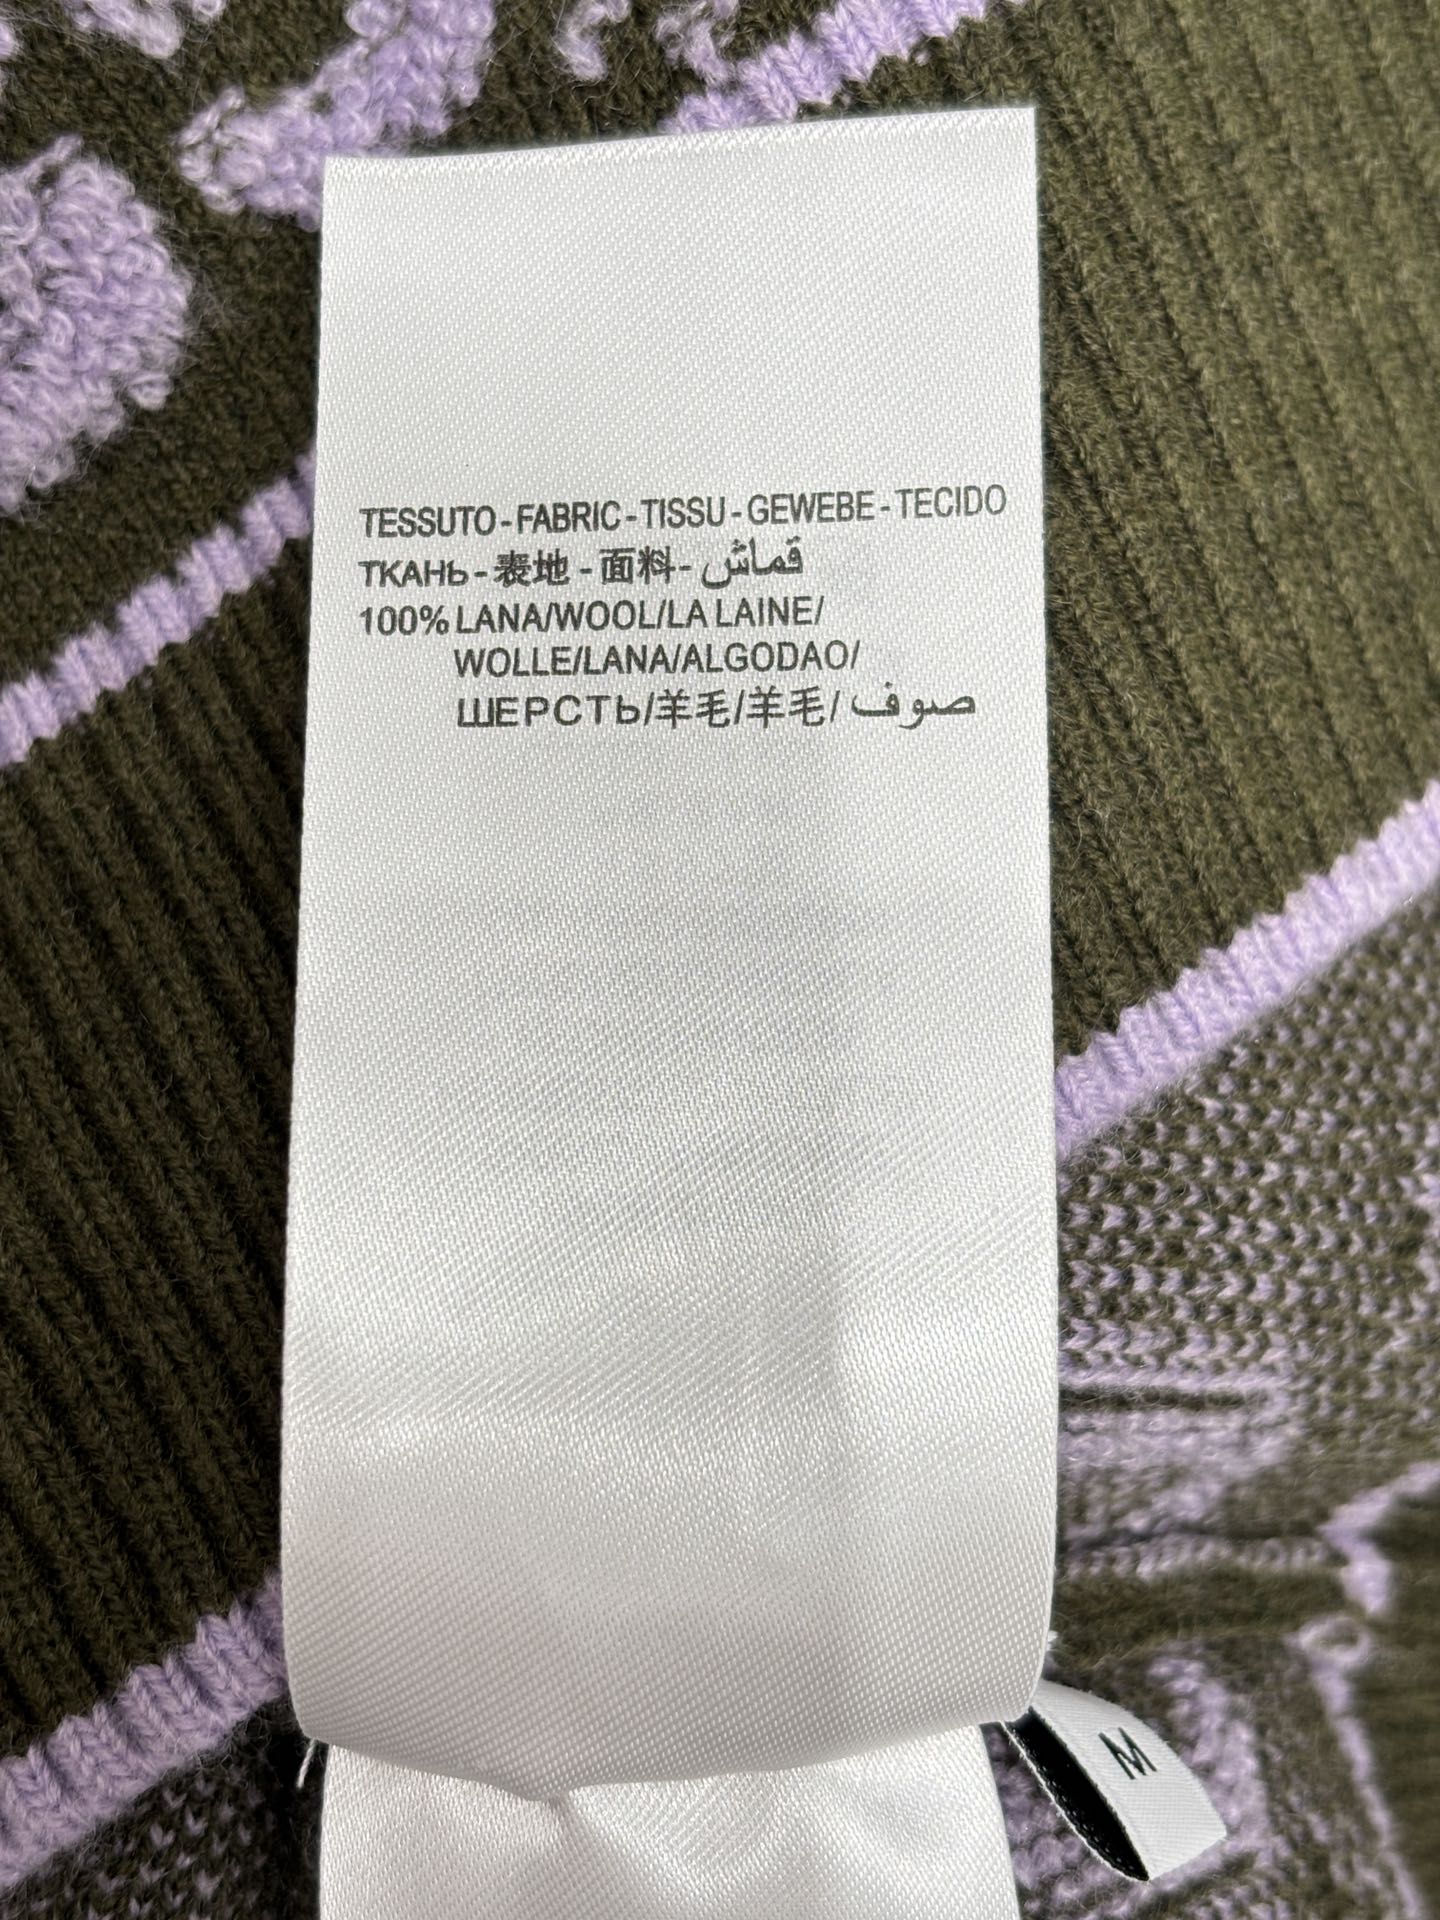 TESSUTO - FABRIC - TISSU - GEWEBE - TECIDO
ТКАНЬ - 表地 - 面料 - قماش
100% LANA/WOOL/LA LAINE/
WOLLE/LANA/ALGODAO/
ШЕРСТЬ/羊毛/羊毛/ صوف
M